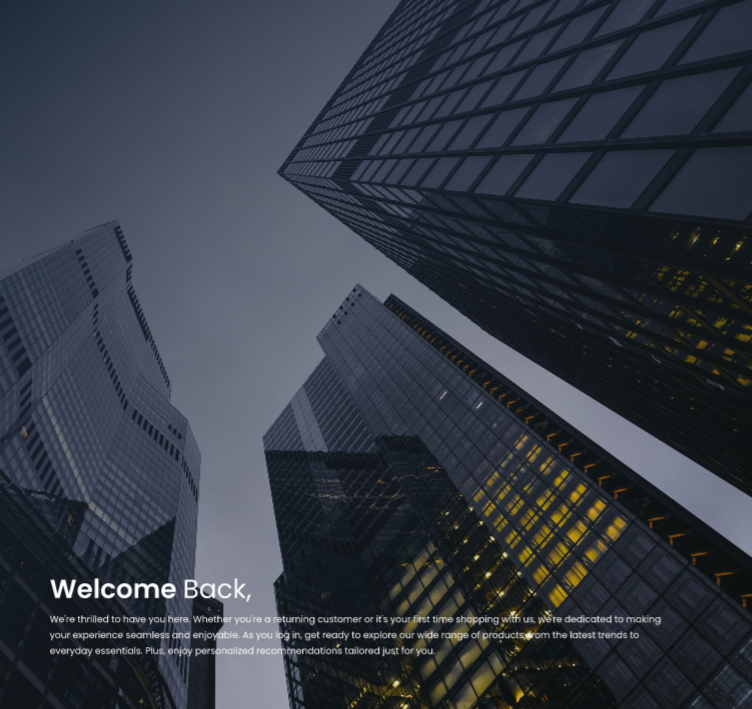 Welcome Back,
We're thrilled to have you here. Whether you're a returning customer or it's your first time shopping with us, we're dedicated to making
your experience seamless and enjoyable. As you log in, get ready to explore our wide range of products,from the latest trends to
everyday essentials. Plus, enjoy personalized recommendations tailored just for you.